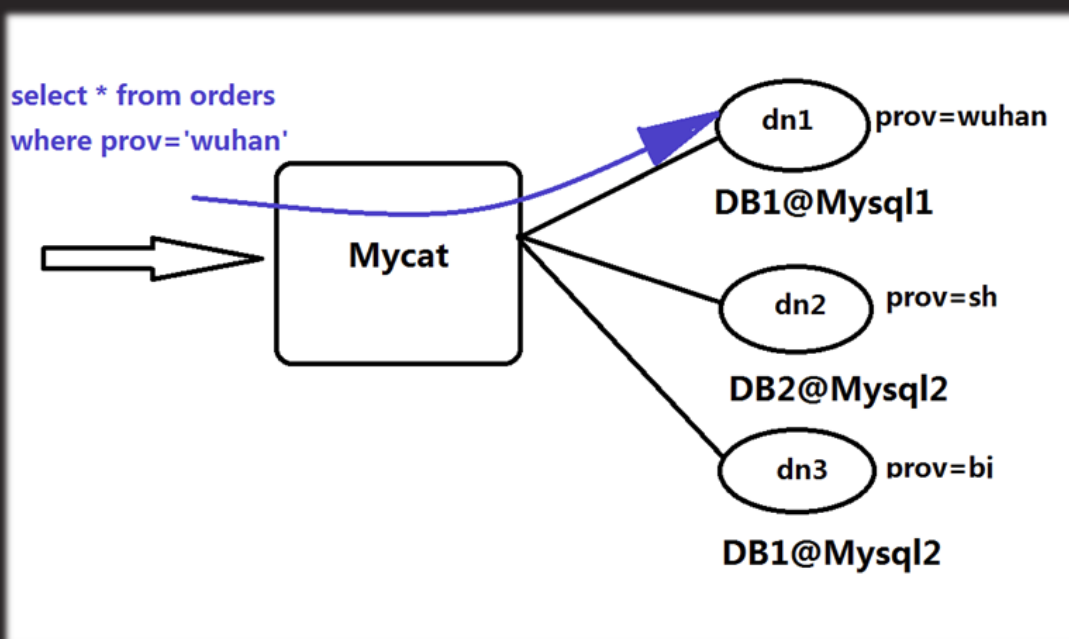 select * from orders
where prov='wuhan'
Mycat
dn1
prov=wuhan
DB1@Mysql1
dn2
prov=sh
DB2@Mysql2
dn3
prov=bi
DB1@Mysql2